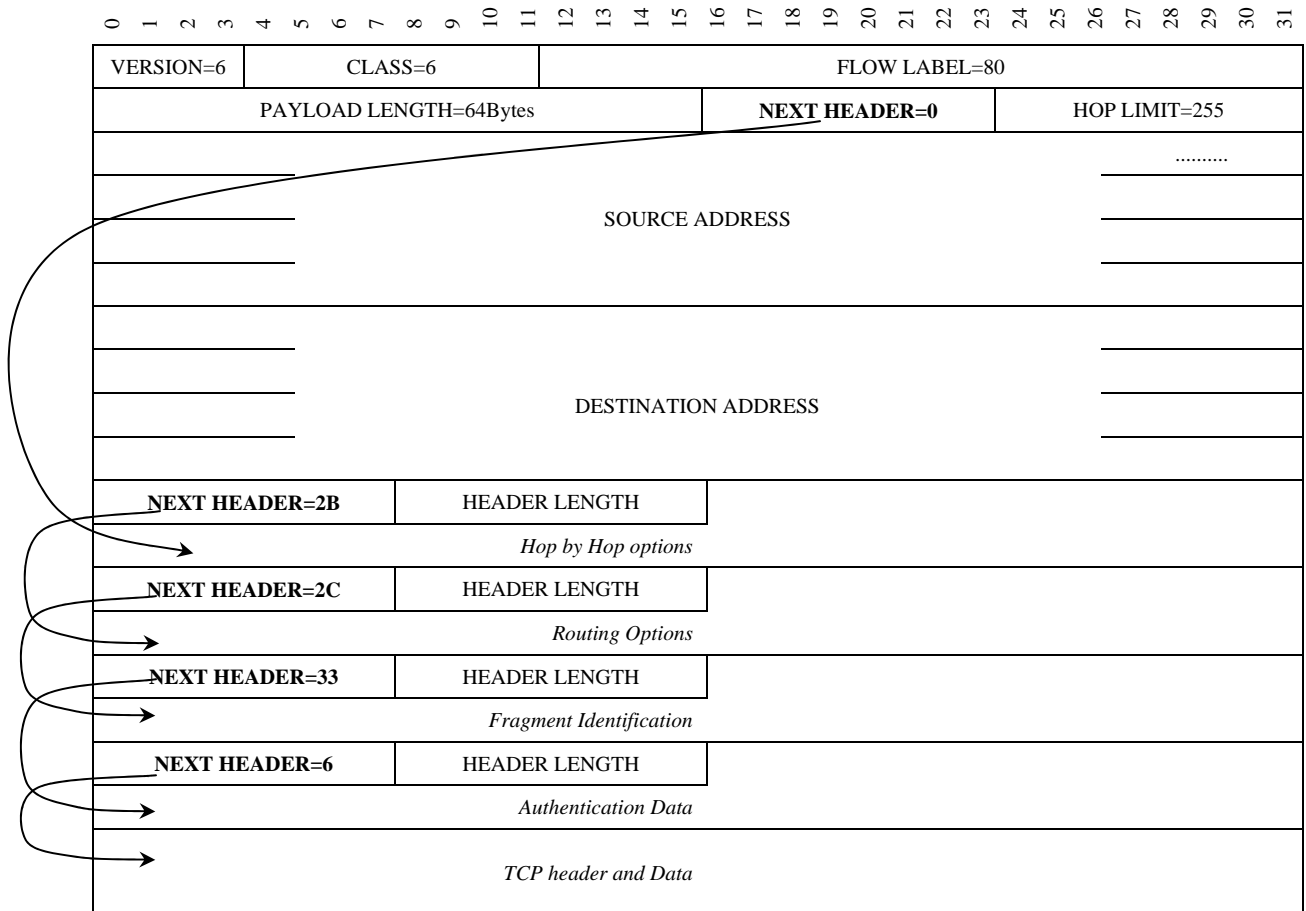 0 1 2 3 4 5 6 7 8 9 10 11 12 13 14 15 16 17 18 19 20 21 22 23 24 25 26 27 28 29 30 31
VERSION=6 CLASS=6 FLOW LABEL=80
PAYLOAD LENGTH=64Bytes NEXT HEADER=0 HOP LIMIT=255
..........
SOURCE ADDRESS
DESTINATION ADDRESS
NEXT HEADER=2B HEADER LENGTH
Hop by Hop options
NEXT HEADER=2C HEADER LENGTH
Routing Options
NEXT HEADER=33 HEADER LENGTH
Fragment Identification
NEXT HEADER=6 HEADER LENGTH
Authentication Data
TCP header and Data